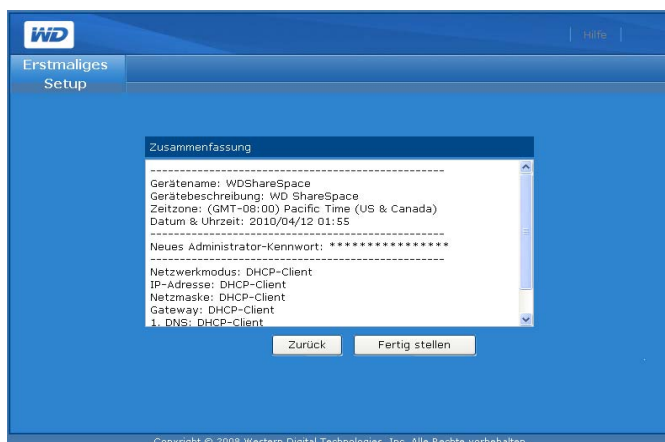 WD
Hilfe
Erstmaliges
Setup
Zusammenfassung
--------------------------------------------------
Gerätename: WDShareSpace
Gerätebeschreibung: WD ShareSpace
Zeitzone: (GMT-08:00) Pacific Time (US & Canada)
Datum & Uhrzeit: 2010/04/12 01:55
--------------------------------------------------
Neues Administrator-Kennwort: ****************
--------------------------------------------------
Netzwerkmodus: DHCP-Client
IP-Adresse: DHCP-Client
Netzmaske: DHCP-Client
Gateway: DHCP-Client
1. DNS: DHCP-Client
Zurück
Fertig stellen
Copyright © 2008 Western Digital Technologies, Inc. Alle Rechte vorbehalten